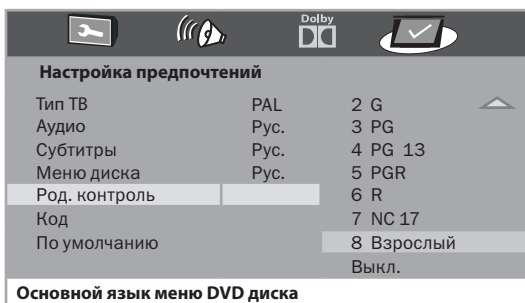 Dolby
Настройка предпочтений
Тип ТВ PAL 2 G
Аудио Рус. 3 PG
Субтитры Рус. 4 PG 13
Меню диска Рус. 5 PGR
Род. контроль 6 R
Код 7 NC 17
По умолчанию 8 Взрослый
Выкл.
Основной язык меню DVD диска